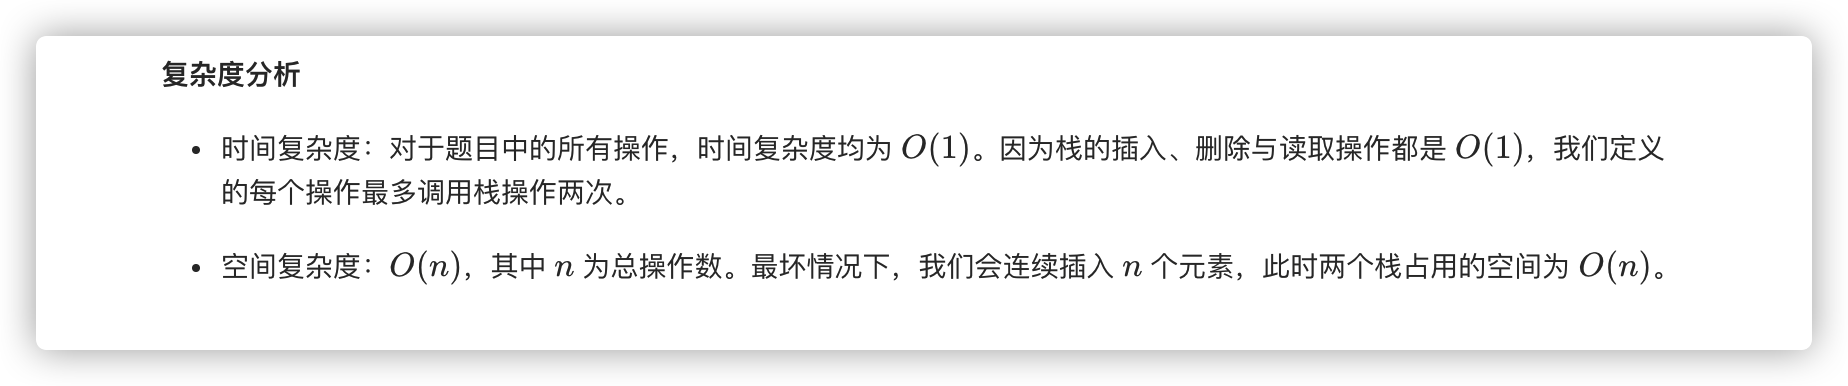 复杂度分析
• 时间复杂度：对于题目中的所有操作，时间复杂度均为 O(1)。因为栈的插入、删除与读取操作都是 O(1)，我们定义
的每个操作最多调用栈操作两次。
• 空间复杂度：O(n)，其中 n 为总操作数。最坏情况下，我们会连续插入 n 个元素，此时两个栈占用的空间为 O(n)。